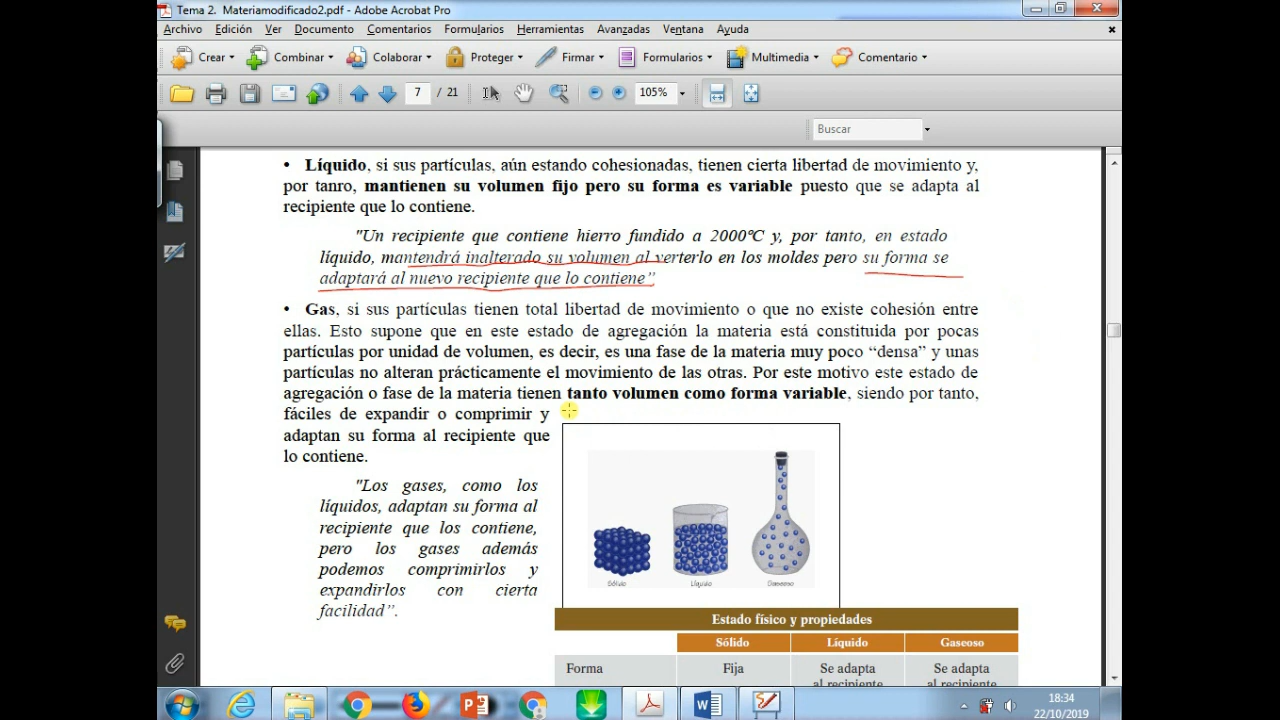 Tema 2. Materiamodificado2.pdf - Adobe Acrobat Pro
Archivo Edición Ver Documento Comentarios Formularios Herramientas Avanzadas Ventana Ayuda
Crear Combinar Colaborar Proteger Firmar Formularios Multimedia Comentario
7 / 21 105%
Buscar
• Líquido, si sus partículas, aún estando cohesionadas, tienen cierta libertad de movimiento y,
por tanro, mantienen su volumen fijo pero su forma es variable puesto que se adapta al
recipiente que lo contiene.
"Un recipiente que contiene hierro fundido a 2000ºC y, por tanto, en estado
líquido, mantendrá inalterado su volumen al verterlo en los moldes pero su forma se
adaptará al nuevo recipiente que lo contiene”
• Gas, si sus partículas tienen total libertad de movimiento o que no existe cohesión entre
ellas. Esto supone que en este estado de agregación la materia está constituida por pocas
partículas por unidad de volumen, es decir, es una fase de la materia muy poco “densa” y unas
partículas no alteran prácticamente el movimiento de las otras. Por este motivo este estado de
agregación o fase de la materia tienen tanto volumen como forma variable, siendo por tanto,
fáciles de expandir o comprimir y
adaptan su forma al recipiente que
lo contiene.
"Los gases, como los
líquidos, adaptan su forma al
recipiente que los contiene,
pero los gases además
podemos comprimirlos y
expandirlos con cierta
facilidad”.
Sólido Líquido Gaseoso
Estado físico y propiedades
Sólido Líquido Gaseoso
Forma Fija Se adapta Se adapta
al recipiente al recipiente
18:34
22/10/2019